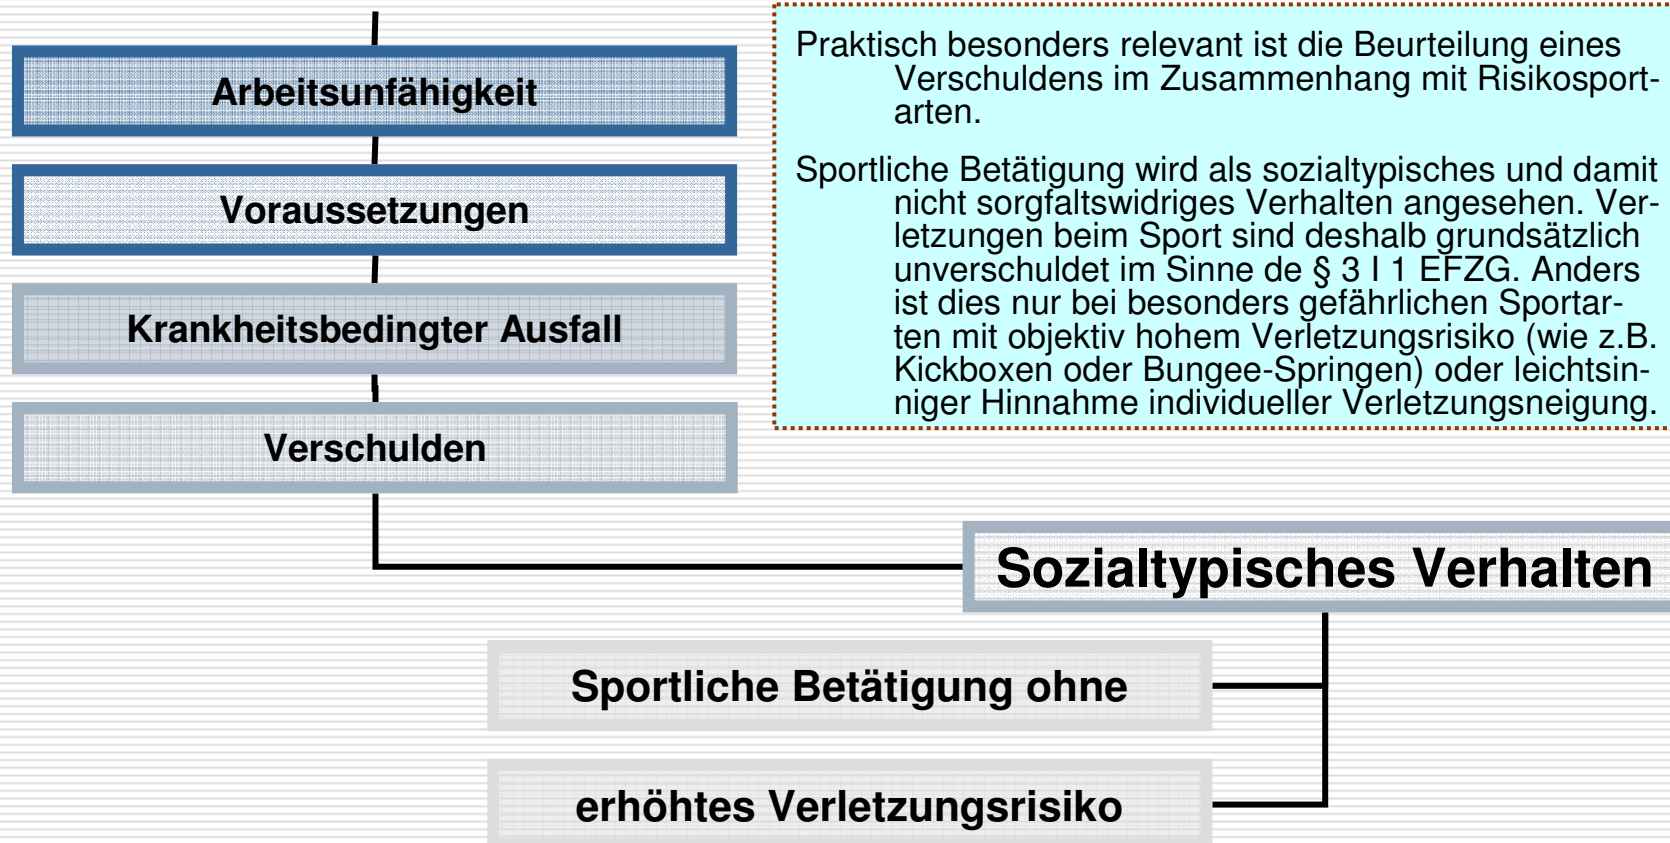 Arbeitsunfähigkeit
Voraussetzungen
Krankheitsbedingter Ausfall
Verschulden
Praktisch besonders relevant ist die Beurteilung eines
Verschuldens im Zusammenhang mit Risikosport-
arten.
Sportliche Betätigung wird als sozialtypisches und damit
nicht sorgfaltswidriges Verhalten angesehen. Ver-
letzungen beim Sport sind deshalb grundsätzlich
unverschuldet im Sinne de § 3 I 1 EFZG. Anders
ist dies nur bei besonders gefährlichen Sportar-
ten mit objektiv hohem Verletzungsrisiko (wie z.B.
Kickboxen oder Bungee-Springen) oder leichtsin-
niger Hinnahme individueller Verletzungsneigung.
Sozialtypisches Verhalten
Sportliche Betätigung ohne
erhöhtes Verletzungsrisiko